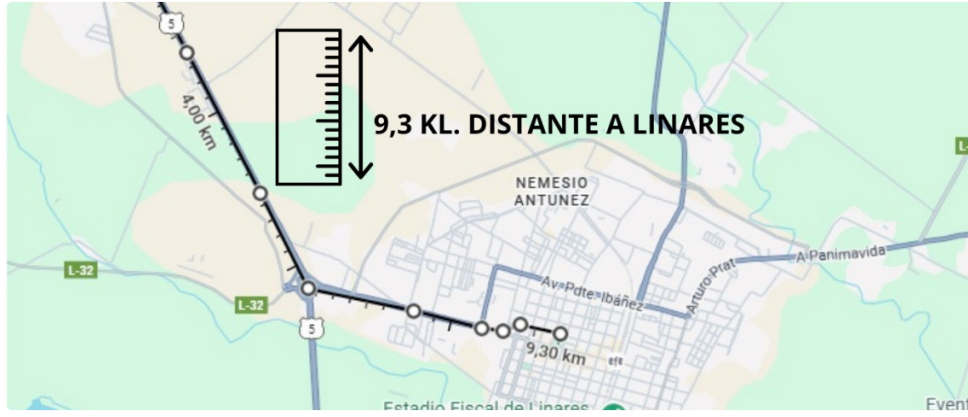 5
4,00 km
9,3 KL. DISTANTE A LINARES
L-
NEMESIO
ANTUNEZ
A Panimavida
Arturo Prat
L-32
Av. Pdte. Ibáñez
L-32
5
9,30 km
Estadio Fiscal de Linares
Event